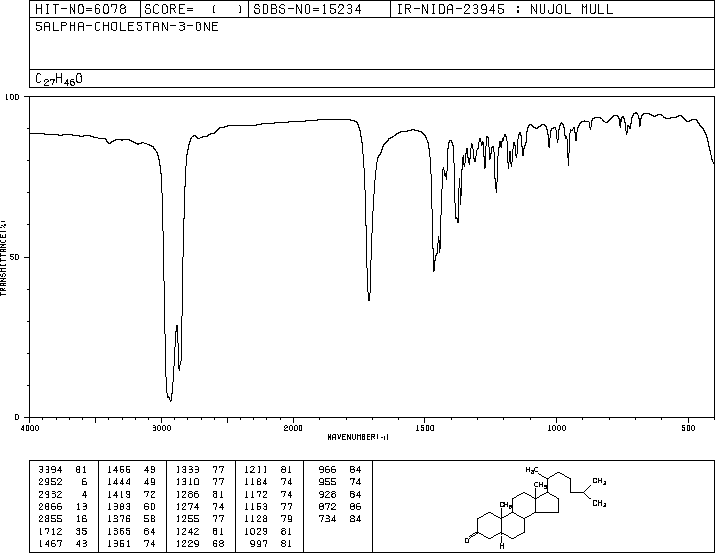 HIT-NO=6078 SCORE= ( ) SDBS-NO=15234 IR-NIDA-23945 : NUJOL MULL
5ALPHA-CHOLESTAN-3-ONE
C27H46O
100
TRANSMITTANCE(%)
50
0
4000 3000 2000 1500 1000 500
WAVENUMBER(-1)
3394 81 1466 49 1333 77 1211 81 966 84
2952 6 1444 49 1310 77 1184 74 955 74
2932 4 1419 72 1286 81 1172 74 928 84
2866 13 1383 60 1274 74 1153 77 872 86
2855 16 1376 58 1255 77 1128 79 734 84
1712 35 1365 64 1242 81 1029 81
1467 43 1351 74 1229 68 997 81
H3C
CH3
CH3
CH3
CH3
O
H